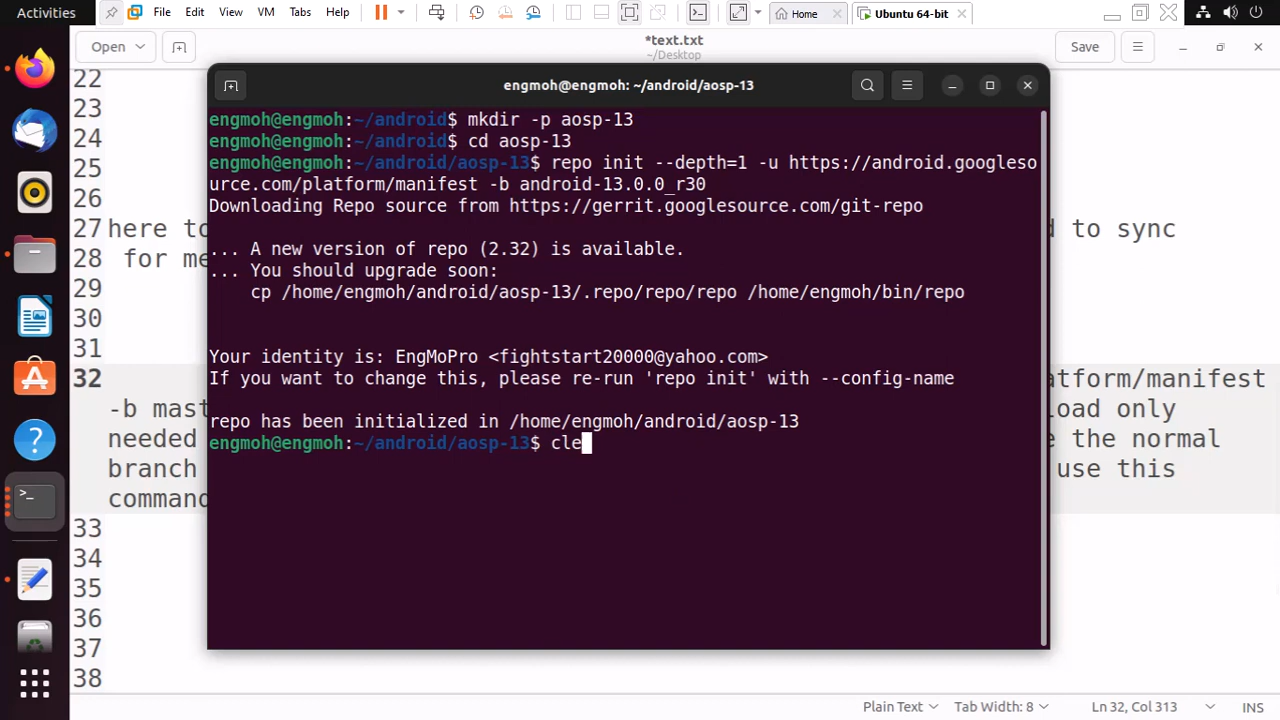 Activities
File Edit View VM Tabs Help
Home
Ubuntu 64-bit
Open
*text.txt
~/Desktop
Save
engmoh@engmoh: ~/android/aosp-13
engmoh@engmoh:~/android$ mkdir -p aosp-13
engmoh@engmoh:~/android$ cd aosp-13
engmoh@engmoh:~/android/aosp-13$ repo init --depth=1 -u https://android.googleso
urce.com/platform/manifest -b android-13.0.0_r30
Downloading Repo source from https://gerrit.googlesource.com/git-repo
... A new version of repo (2.32) is available.
... You should upgrade soon:
cp /home/engmoh/android/aosp-13/.repo/repo/repo /home/engmoh/bin/repo
Your identity is: EngMoPro <fightstart20000@yahoo.com>
If you want to change this, please re-run 'repo init' with --config-name
repo has been initialized in /home/engmoh/android/aosp-13
engmoh@engmoh:~/android/aosp-13$ cle
22
23
24
25
26
27 here to sync
28 for me
29
30
31
32 atform/manifest
-b mas only
needed e the normal
branch use this
command
33
34
35
36
37
38
Plain Text Tab Width: 8 Ln 32, Col 313 INS